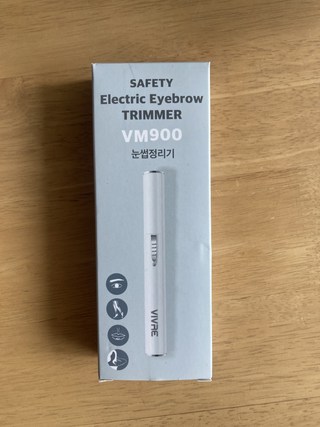 SAFETY
Electric Eyebrow
TRIMMER
VM900
눈썹정리기
VIVRE